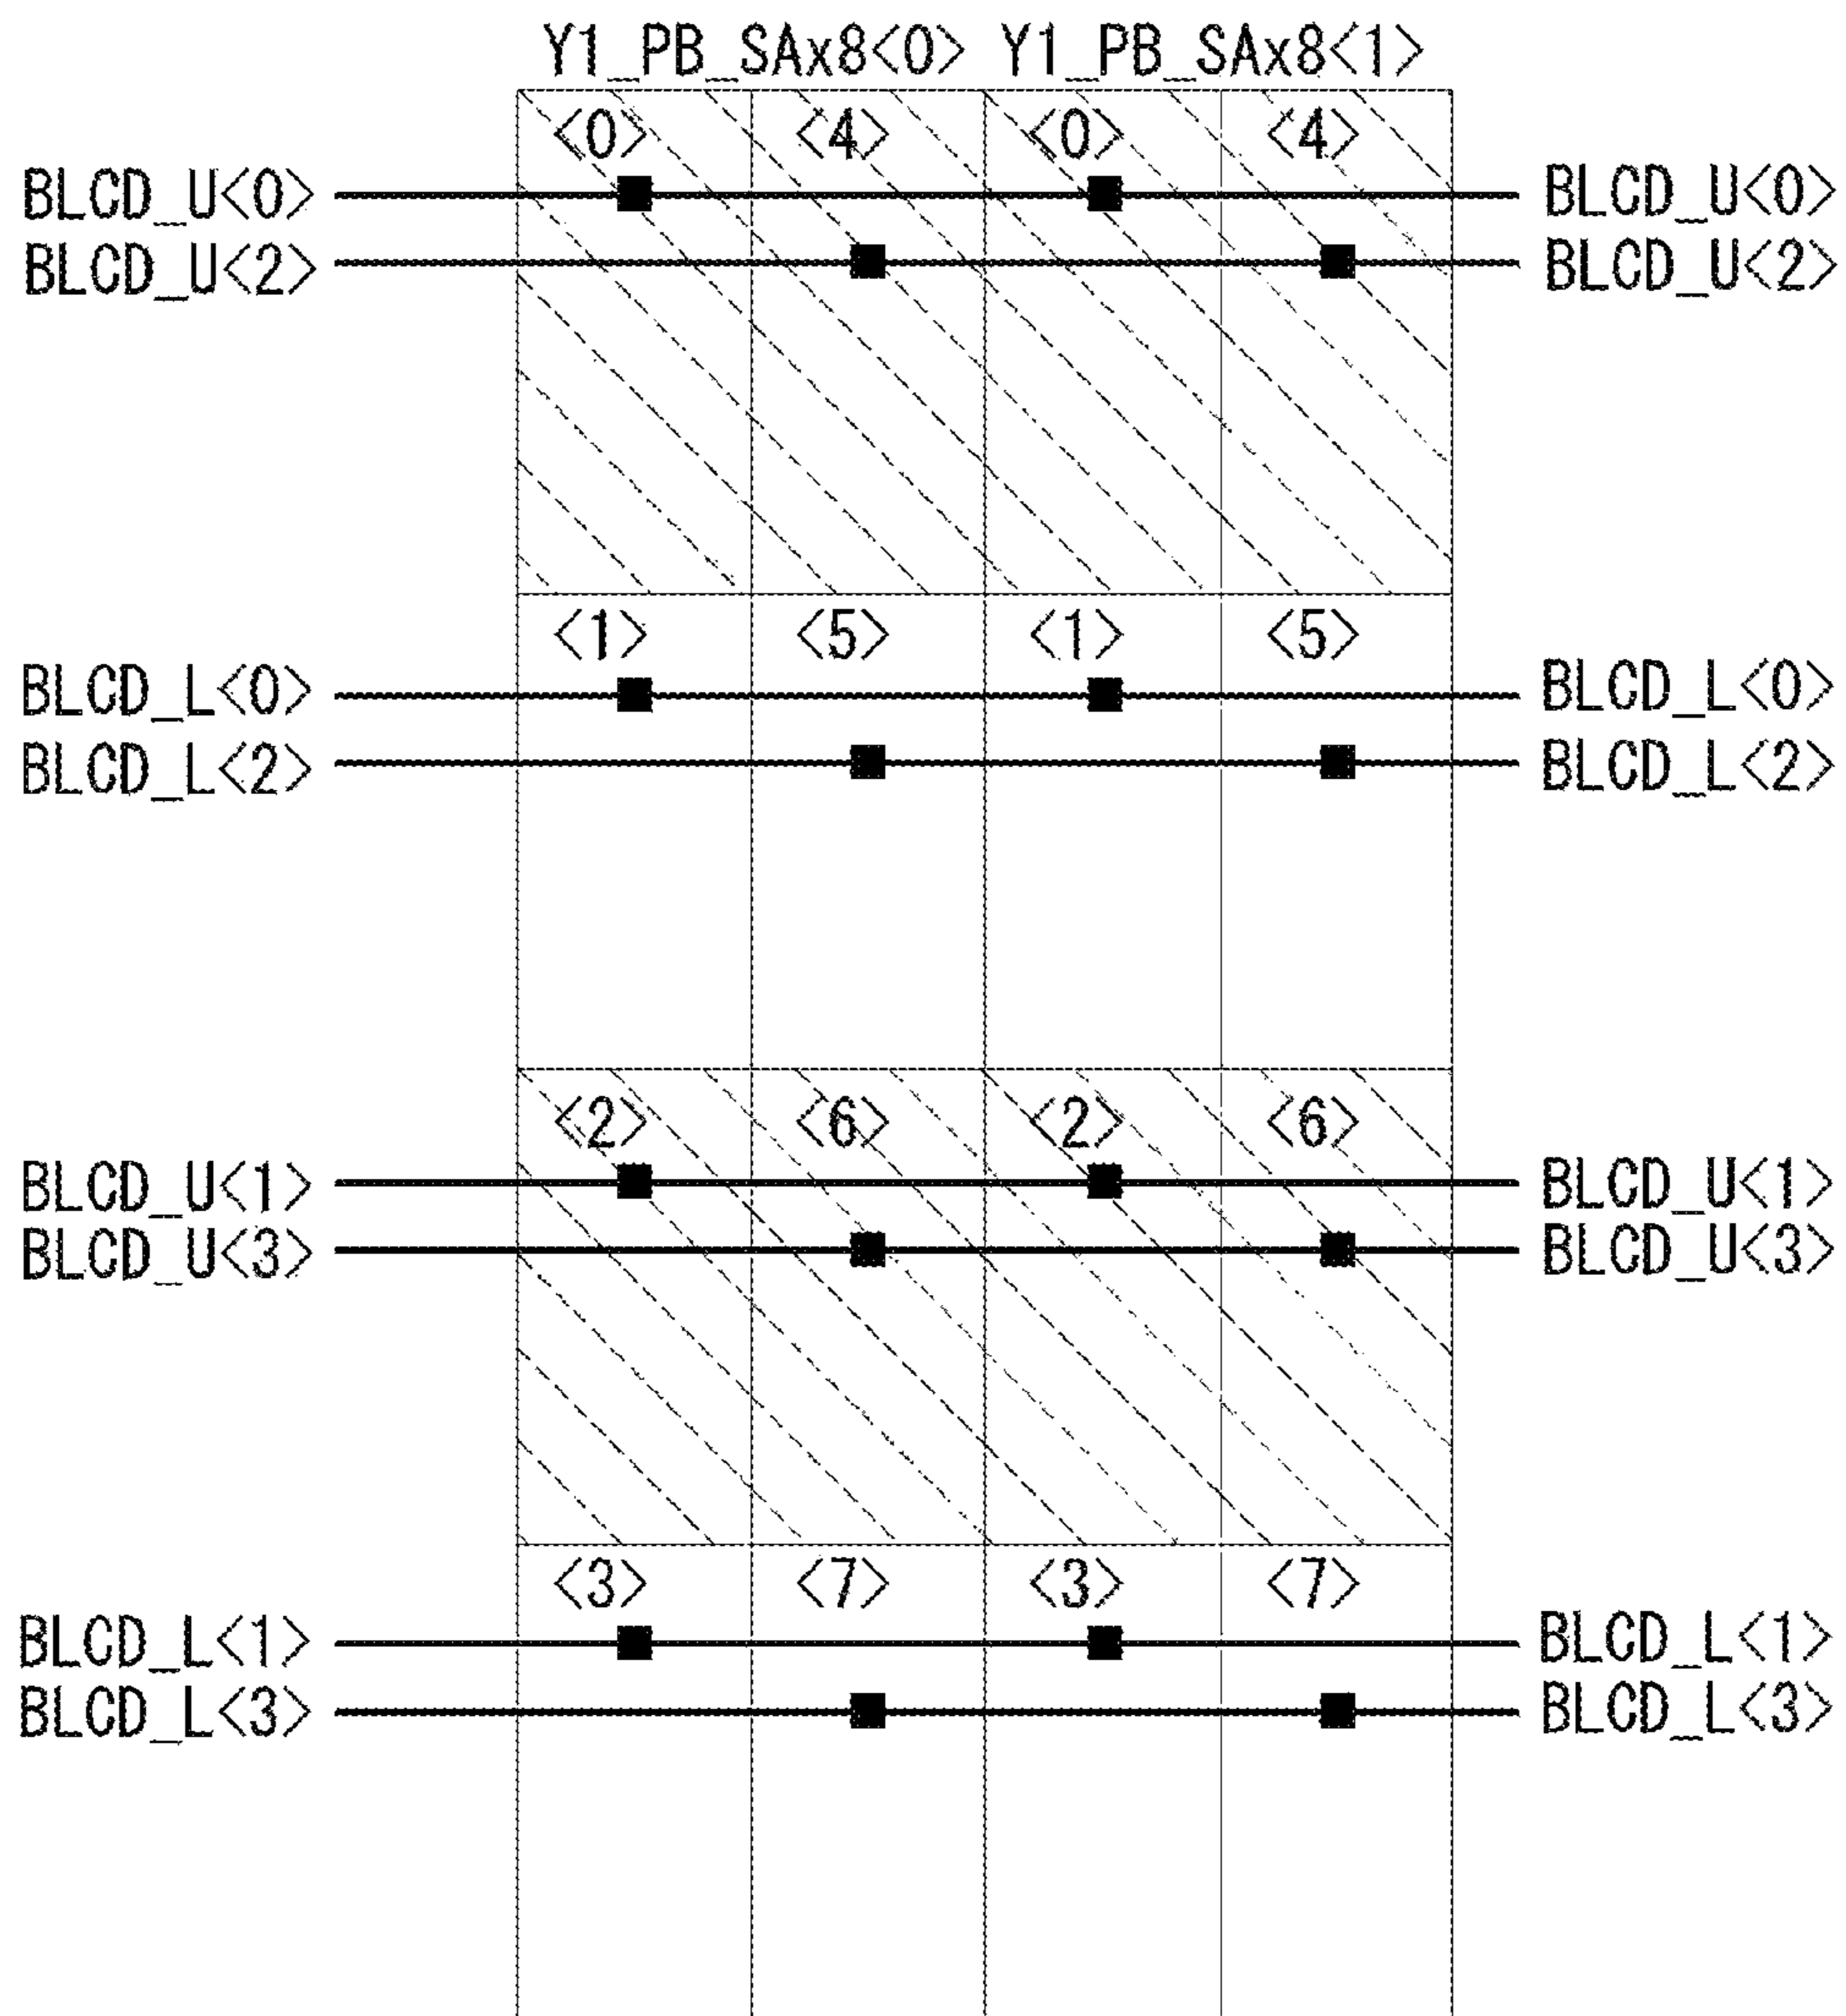 Y1_PB_SAx8<0> Y1_PB_SAx8<1>
<0> <4> <0> <4>
BLCD_U<0> BLCD_U<0>
BLCD_U<2> BLCD_U<2>
<1> <5> <1> <5>
BLCD_L<0> BLCD_L<0>
BLCD_L<2> BLCD_L<2>
<2> <6> <2> <6>
BLCD_U<1> BLCD_U<1>
BLCD_U<3> BLCD_U<3>
<3> <7> <3> <7>
BLCD_L<1> BLCD_L<1>
BLCD_L<3> BLCD_L<3>